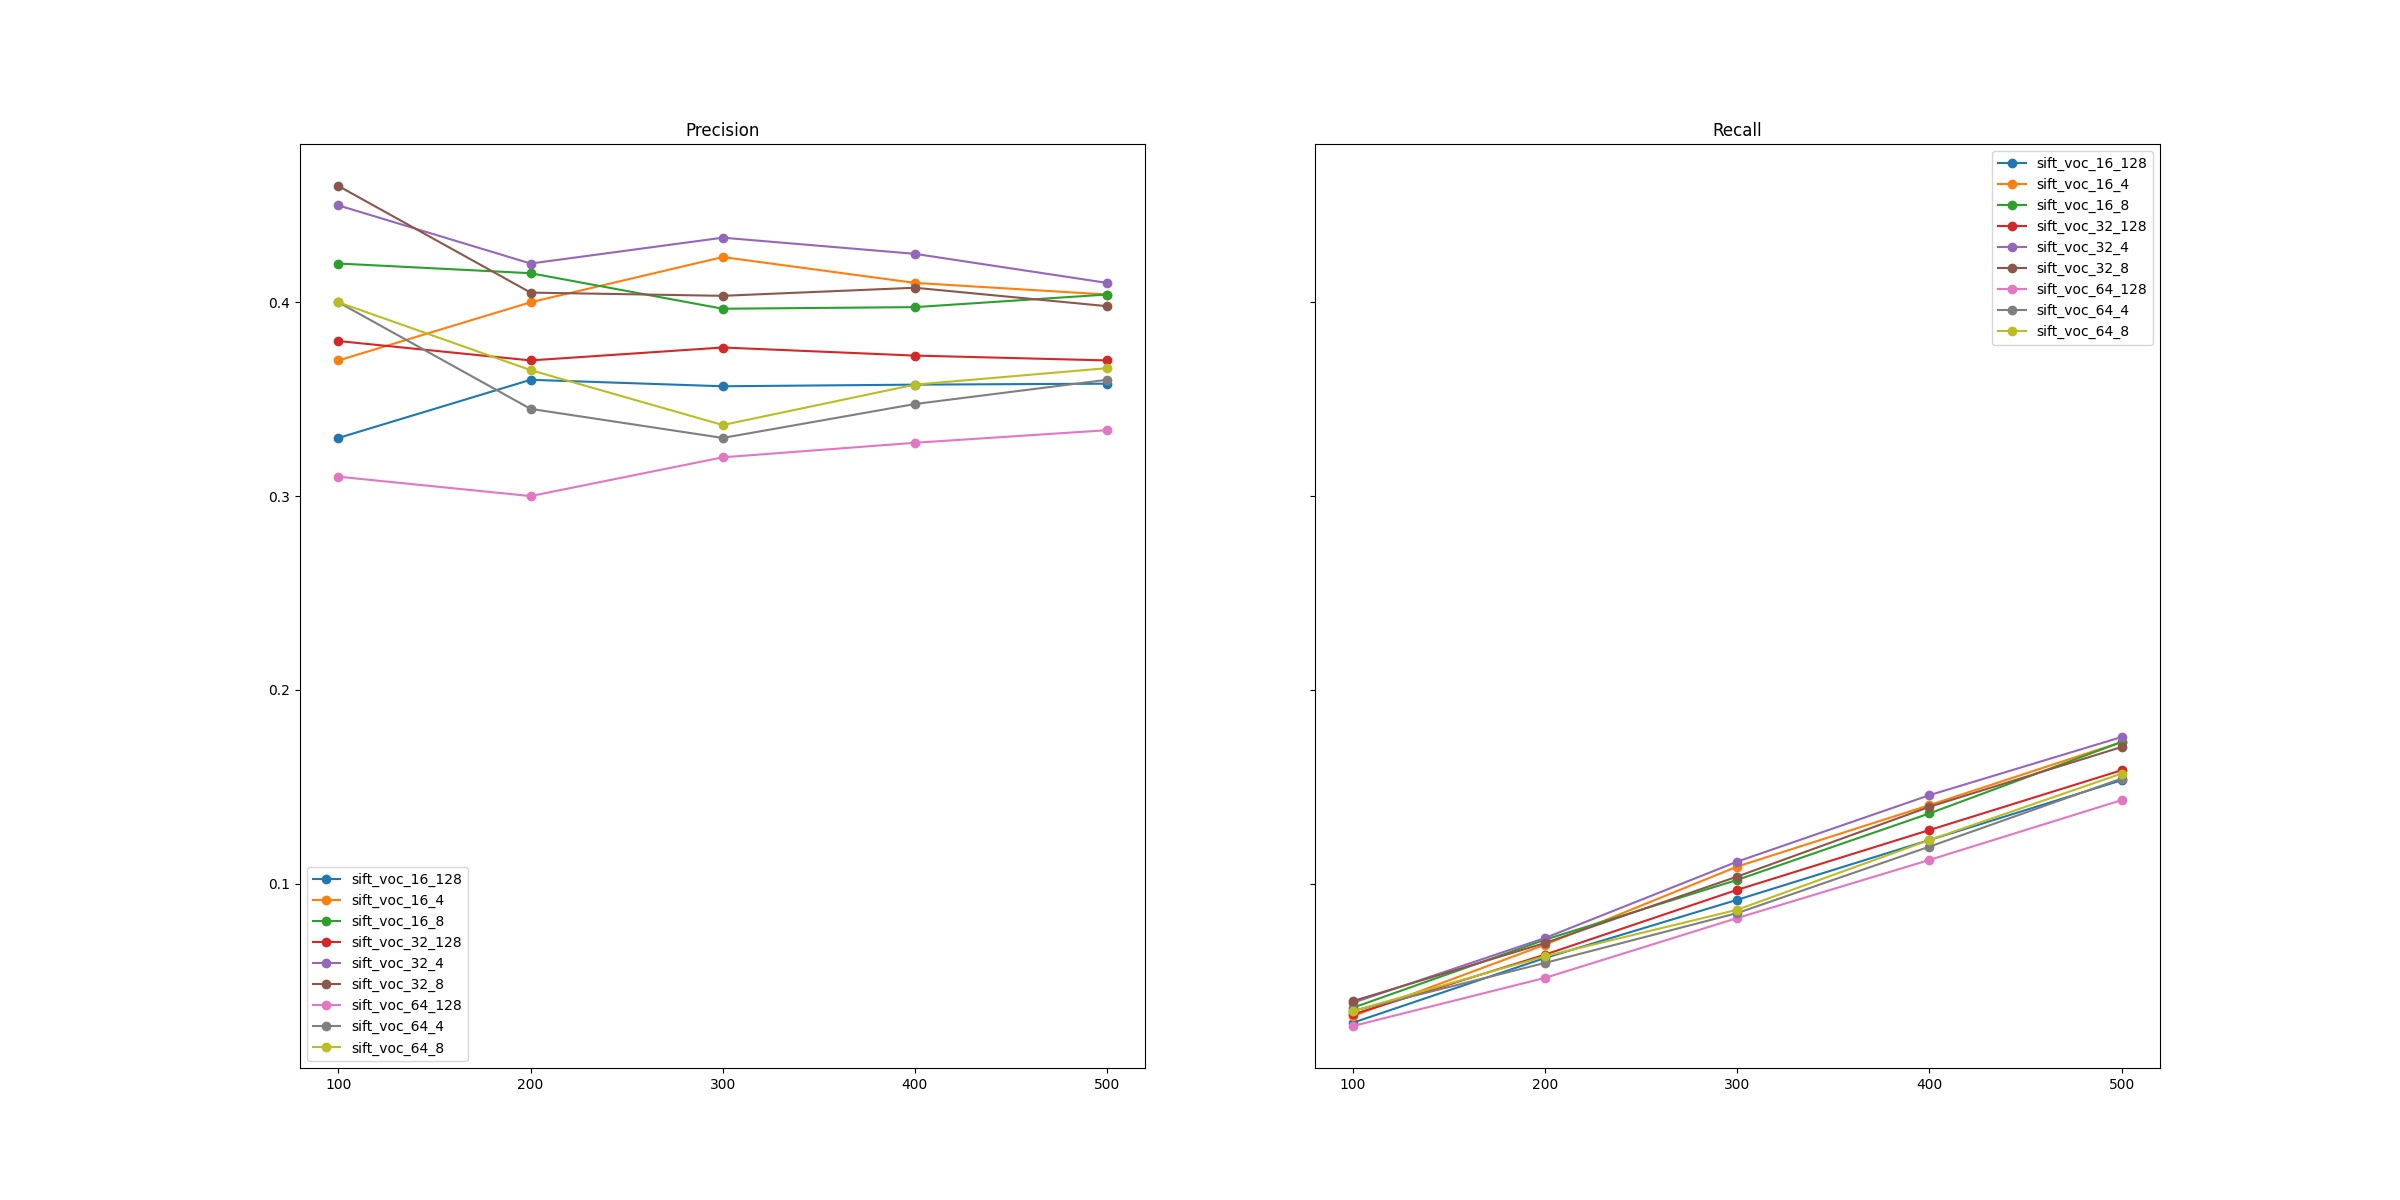 Precision
0.4
0.3
0.2
0.1
sift_voc_16_128
sift_voc_16_4
sift_voc_16_8
sift_voc_32_128
sift_voc_32_4
sift_voc_32_8
sift_voc_64_128
sift_voc_64_4
sift_voc_64_8
100 200 300 400 500
Recall
sift_voc_16_128
sift_voc_16_4
sift_voc_16_8
sift_voc_32_128
sift_voc_32_4
sift_voc_32_8
sift_voc_64_128
sift_voc_64_4
sift_voc_64_8
100 200 300 400 500